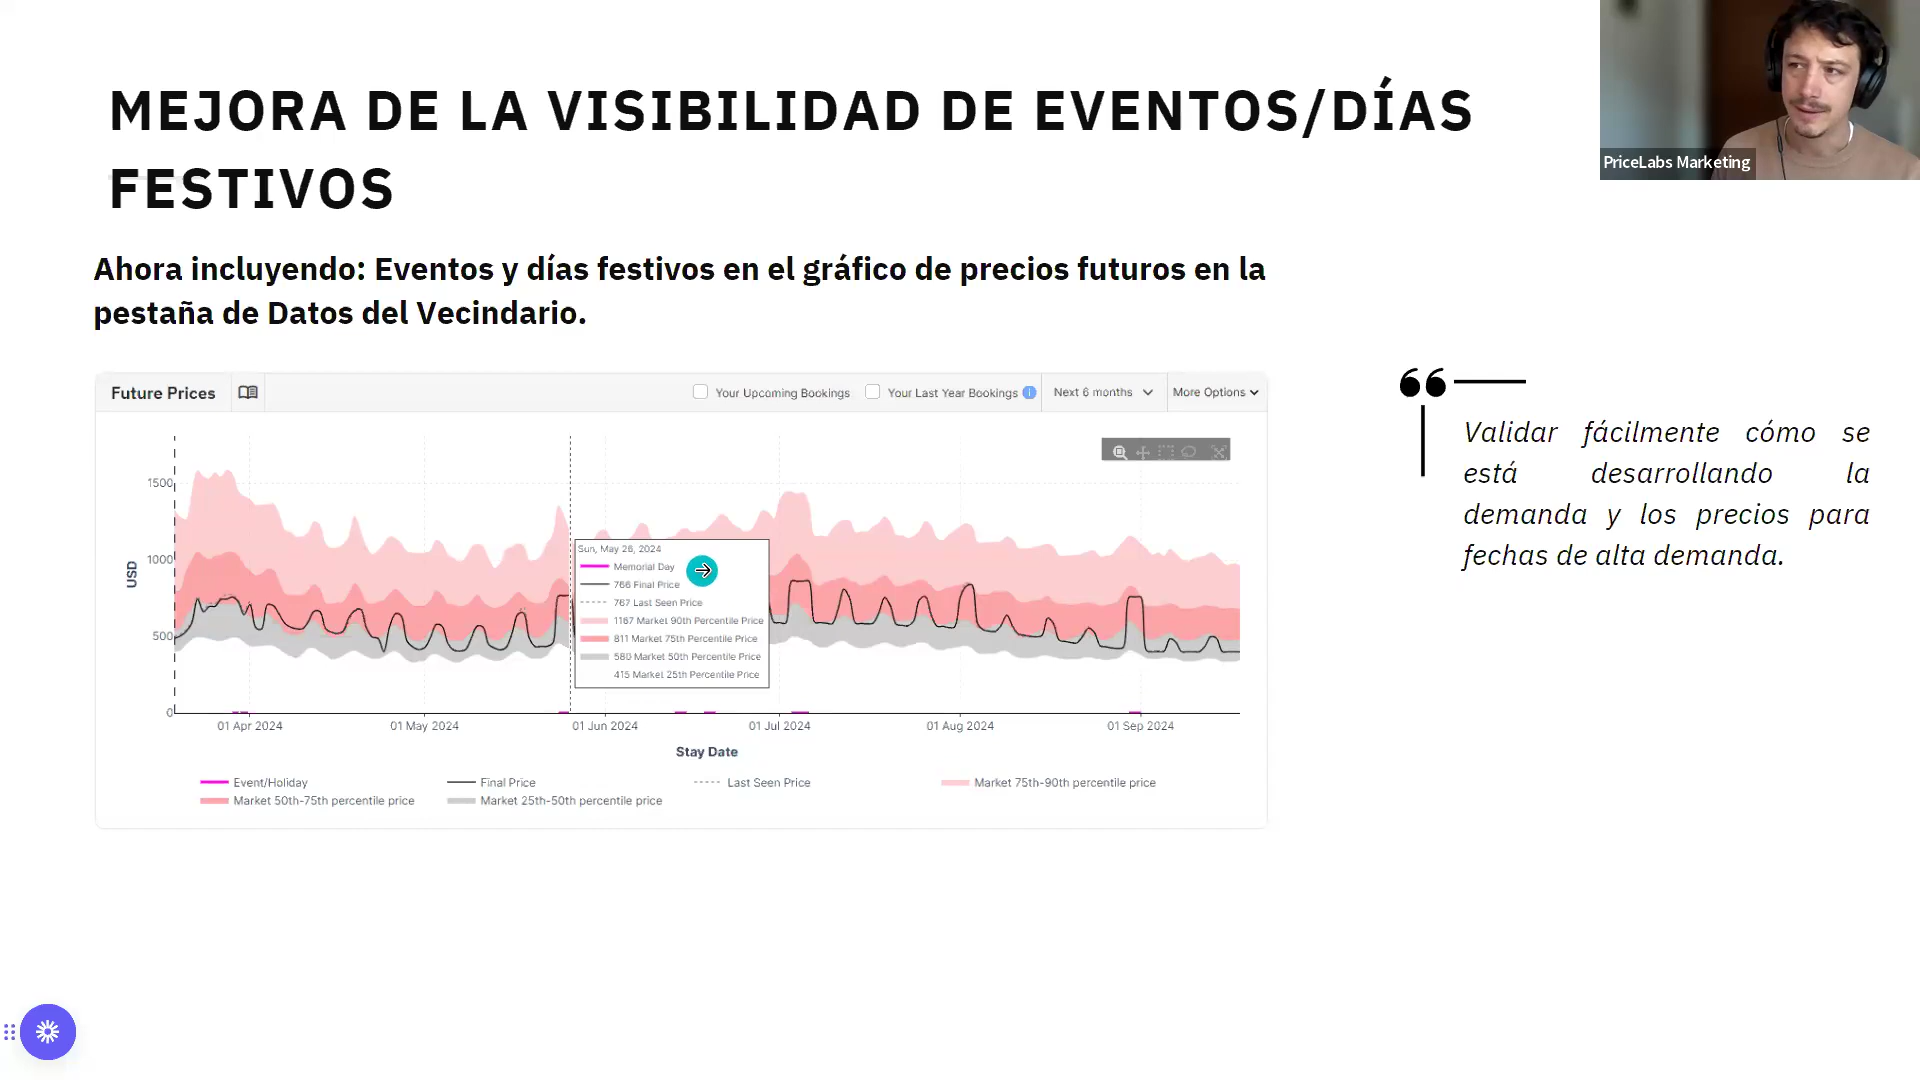 MEJORA DE LA VISIBILIDAD DE EVENTOS/DÍAS
FESTIVOS
PriceLabs Marketing
Ahora incluyendo: Eventos y días festivos en el gráfico de precios futuros en la
pestaña de Datos del Vecindario.
Future Prices
Your Upcoming Bookings
Your Last Year Bookings
Next 6 months
More Options
1500
1000
500
0
USD
Sun, May 26, 2024
Memorial Day
766 Final Price
767 Last Seen Price
1167 Market 90th Percentile Price
811 Market 75th Percentile Price
580 Market 50th Percentile Price
415 Market 25th Percentile Price
01 Apr 2024
01 May 2024
01 Jun 2024
01 Jul 2024
01 Aug 2024
01 Sep 2024
Stay Date
Event/Holiday
Final Price
Last Seen Price
Market 75th-90th percentile price
Market 50th-75th percentile price
Market 25th-50th percentile price
Validar fácilmente cómo se
está desarrollando la
demanda y los precios para
fechas de alta demanda.